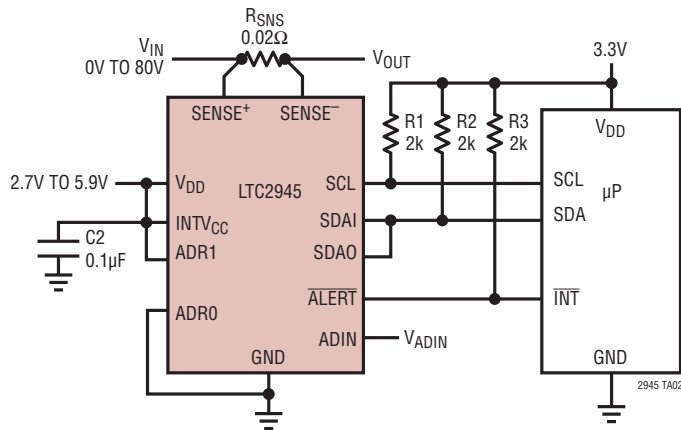 RSNS
0.02Ω
VIN
0V TO 80V
VOUT
3.3V
SENSE+ SENSE–
R1
2k
R2
2k
R3
2k
VDD
2.7V TO 5.9V
VDD
LTC2945
SCL
SCL
µP
INTVCC
SDAI
SDA
C2
0.1µF
ADR1
SDAO
ALERT
INT
ADR0
ADIN
VADIN
GND
GND
2945 TA02